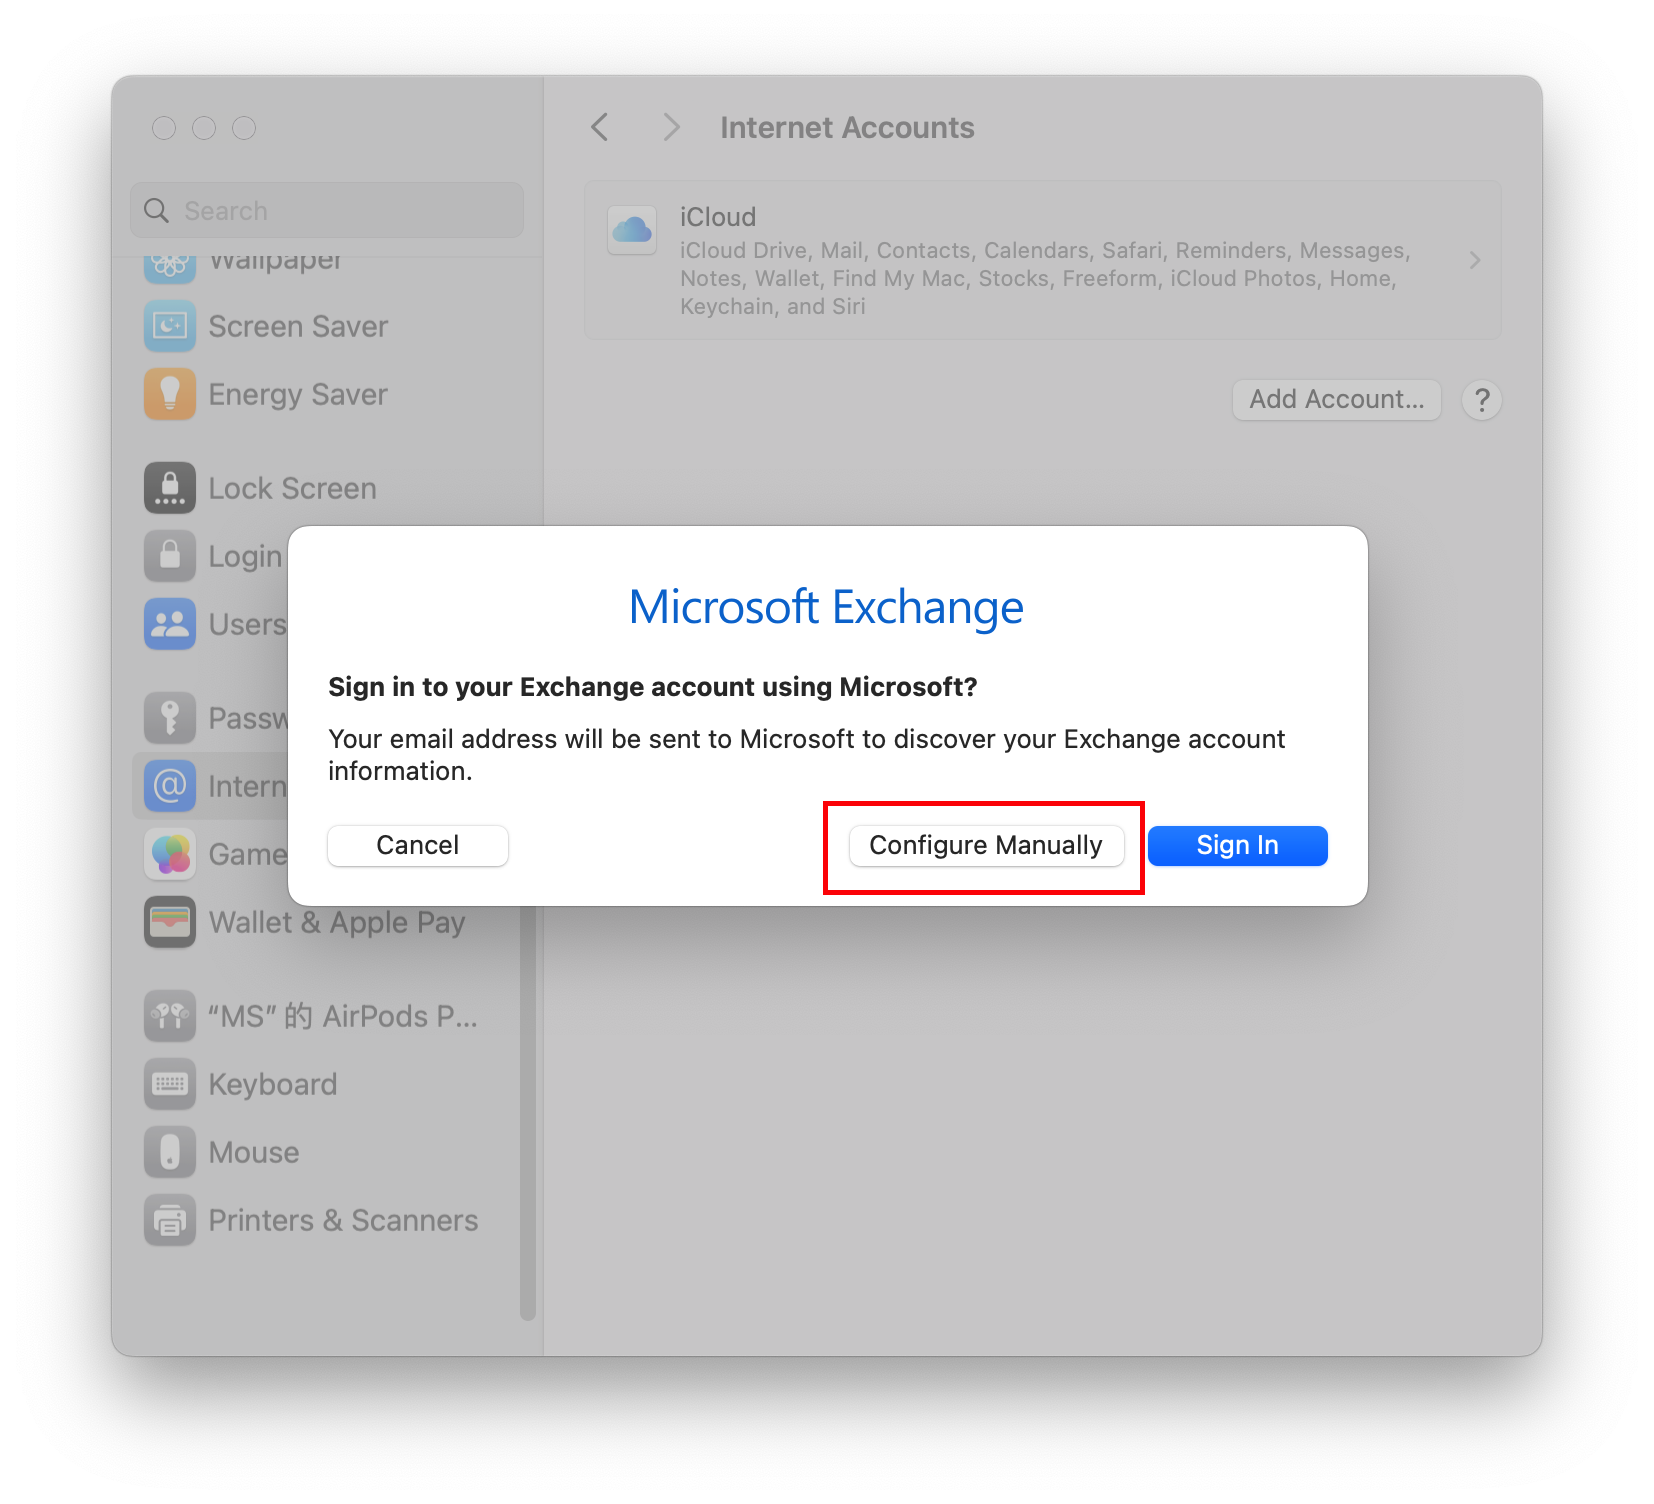 Internet Accounts
Search
iCloud
iCloud Drive, Mail, Contacts, Calendars, Safari, Reminders, Messages,
Notes, Wallet, Find My Mac, Stocks, Freeform, iCloud Photos, Home,
Keychain, and Siri
Add Account...
?
Wallpaper
Screen Saver
Energy Saver
Lock Screen
Login
Users
Passw
Intern
Game
Wallet & Apple Pay
“MS” 的 AirPods P...
Keyboard
Mouse
Printers & Scanners
Microsoft Exchange
Sign in to your Exchange account using Microsoft?
Your email address will be sent to Microsoft to discover your Exchange account
information.
Cancel
Configure Manually
Sign In